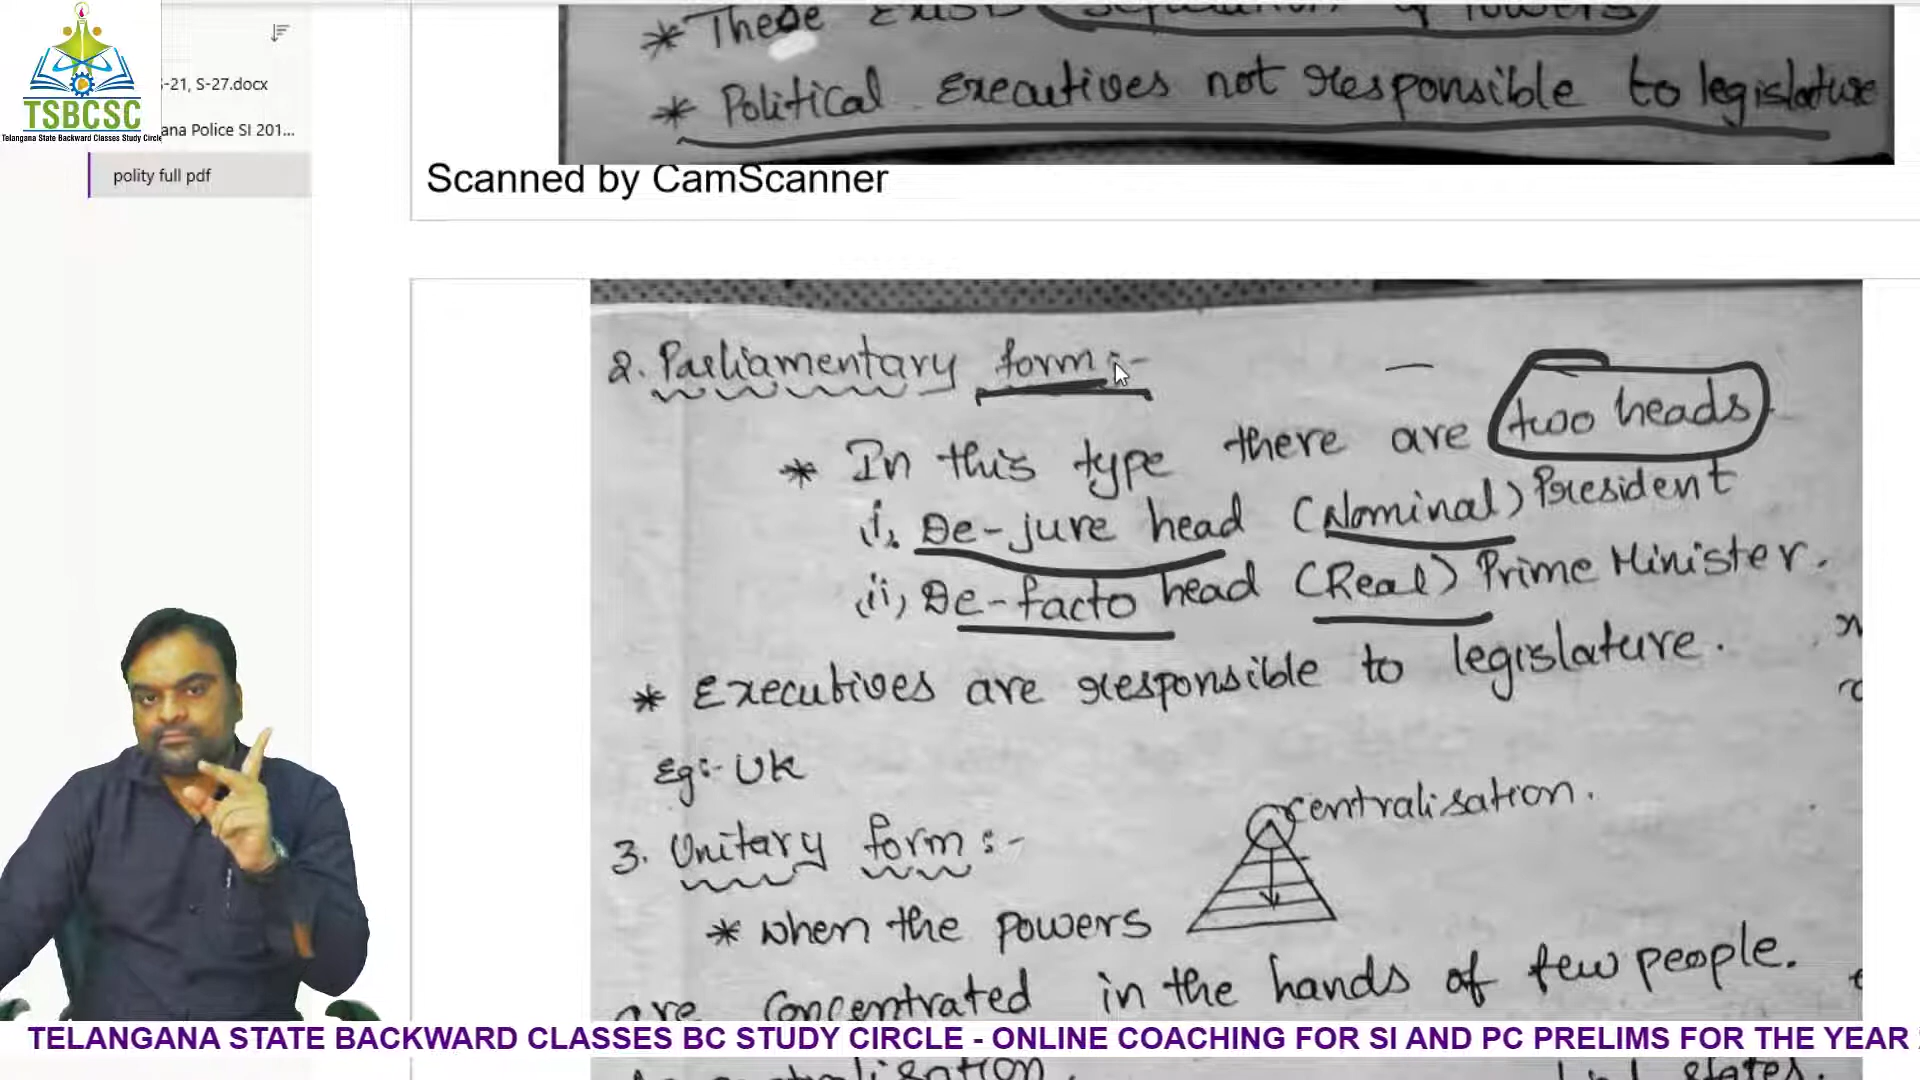 TSBCSC
Telangana State Backward Classes Study Circle
-21, S-27.docx
ana Police SI 201...
polity full pdf
* These Exist Separation of Powers
* Political Executives not responsible to legislature
Scanned by CamScanner
2. Parliamentary form:-
* In this type there are two heads.
(i). De-jure head (Nominal) President
(ii) De-facto head (Real) Prime Minister.
* Executives are responsible to legislature.
Eg:- UK
3. Unitary form :-
Centralisation.
* when the powers
are concentrated in the hands of few people.
TELANGANA STATE BACKWARD CLASSES BC STUDY CIRCLE - ONLINE COACHING FOR SI AND PC PRELIMS FOR THE YEAR
states.